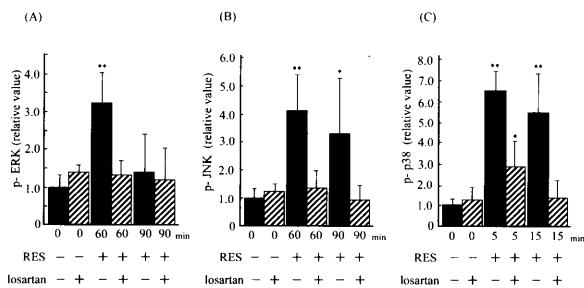 (A)
p- ERK (relative value)
4.0
3.0
2.0
1.0
0
**
0 0 60 60 90 90 min
RES − − + + + +
losartan − + − + − +
(B)
p- JNK (relative value)
6.0
5.0
4.0
3.0
2.0
1.0
0
** *
0 0 60 60 90 90 min
− − + + + +
− + − + − +
(C)
p- p38 (relative value)
8.0
7.0
6.0
5.0
4.0
3.0
2.0
1.0
0
** * **
0 0 5 5 15 15 min
− − + + + +
− + − + − +